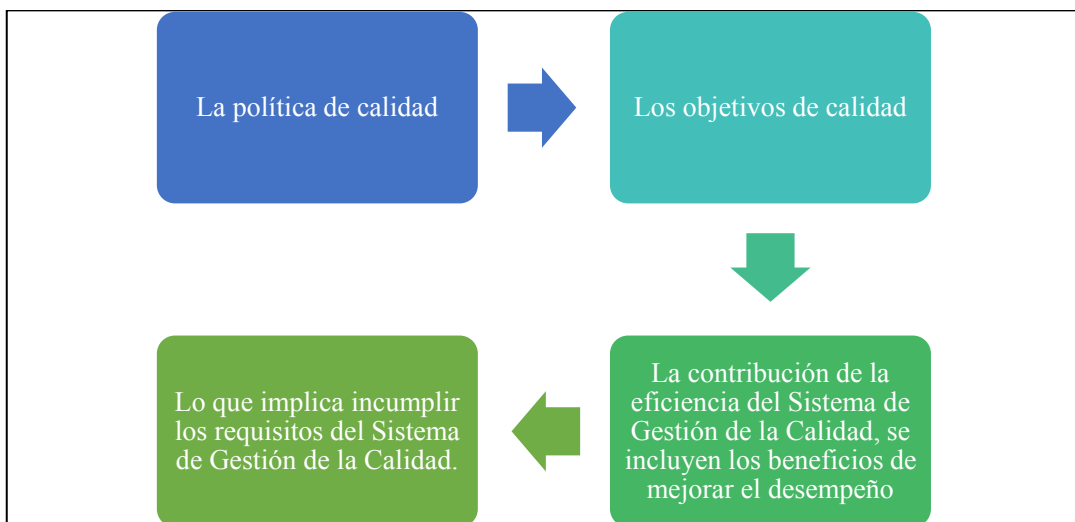 La política de calidad
Los objetivos de calidad
La contribución de la
eficiencia del Sistema de
Gestión de la Calidad, se
incluyen los beneficios de
mejorar el desempeño
Lo que implica incumplir
los requisitos del Sistema
de Gestión de la Calidad.